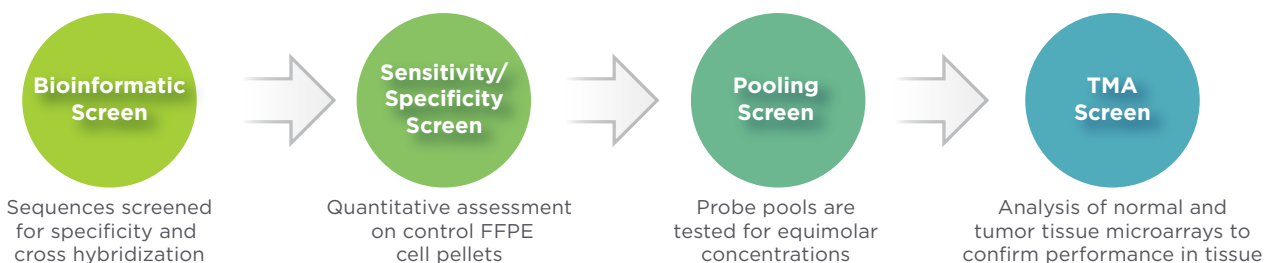 Bioinformatic
Screen
Sequences screened
for specificity and
cross hybridization
Sensitivity/
Specificity
Screen
Quantitative assessment
on control FFPE
cell pellets
Pooling
Screen
Probe pools are
tested for equimolar
concentrations
TMA
Screen
Analysis of normal and
tumor tissue microarrays to
confirm performance in tissue